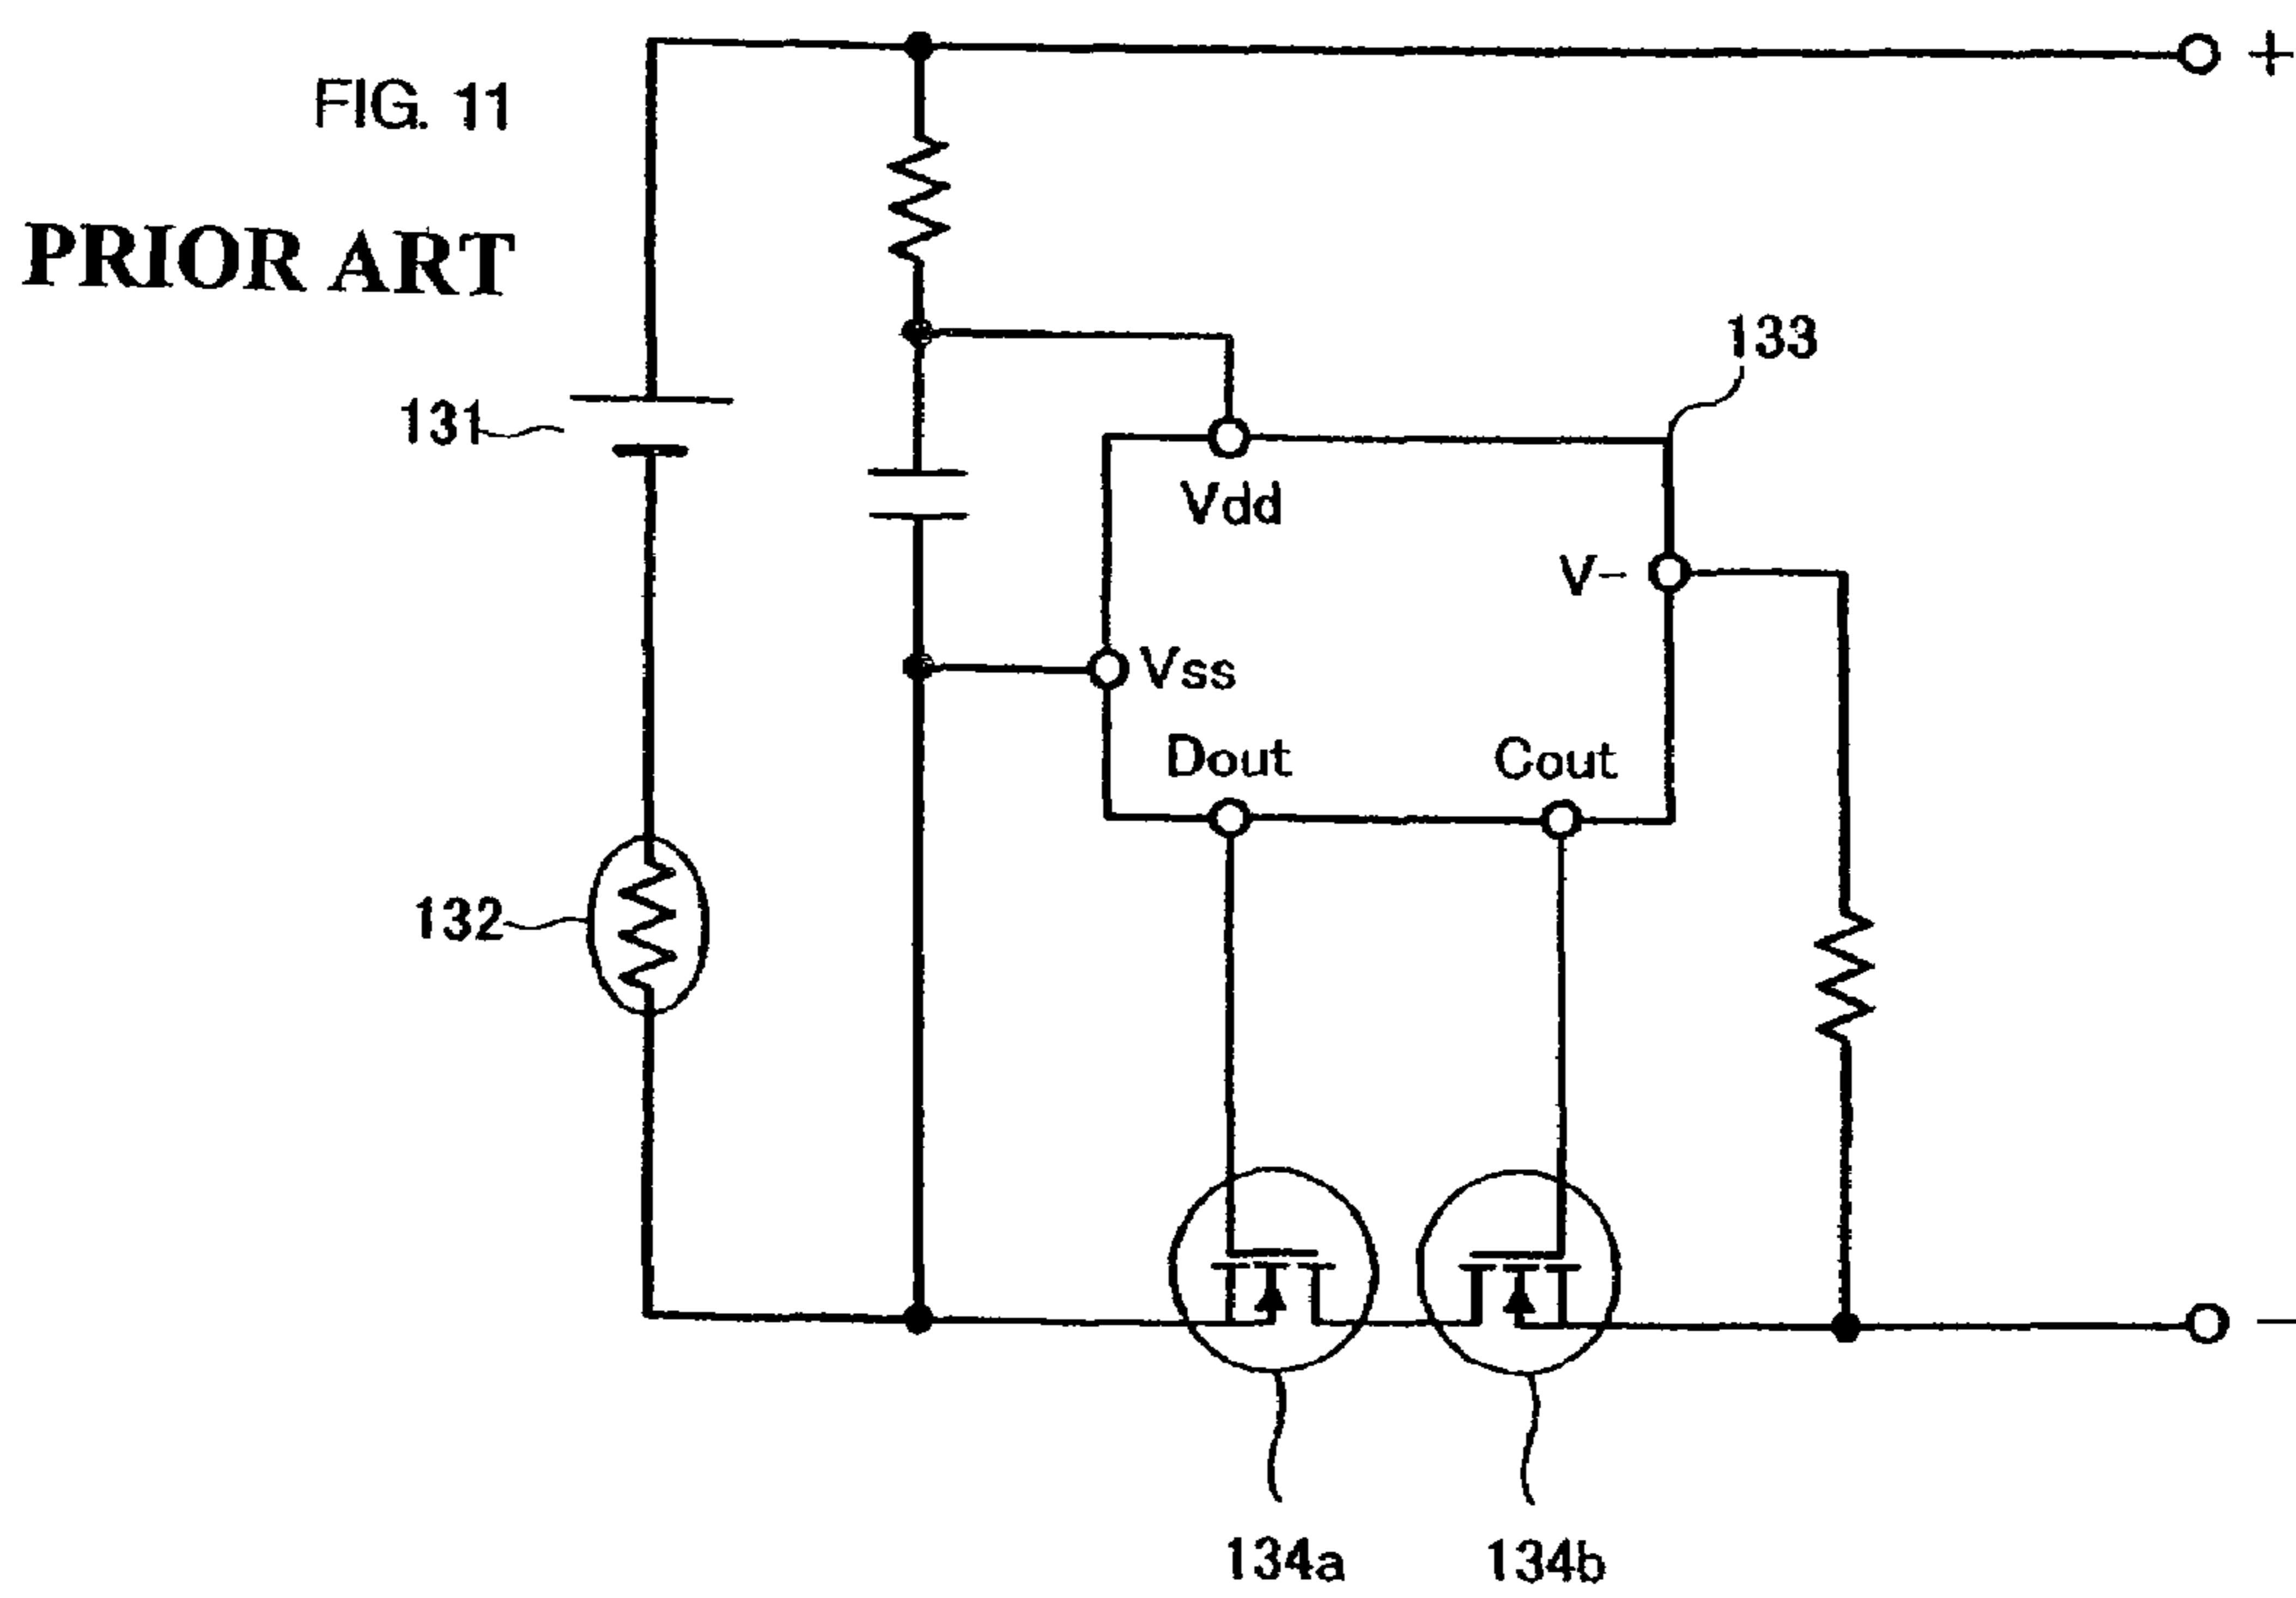 FIG. 11
+
PRIOR ART
133
131
Vdd
V-
Vss
Dout
Cout
132
-
134a
134b